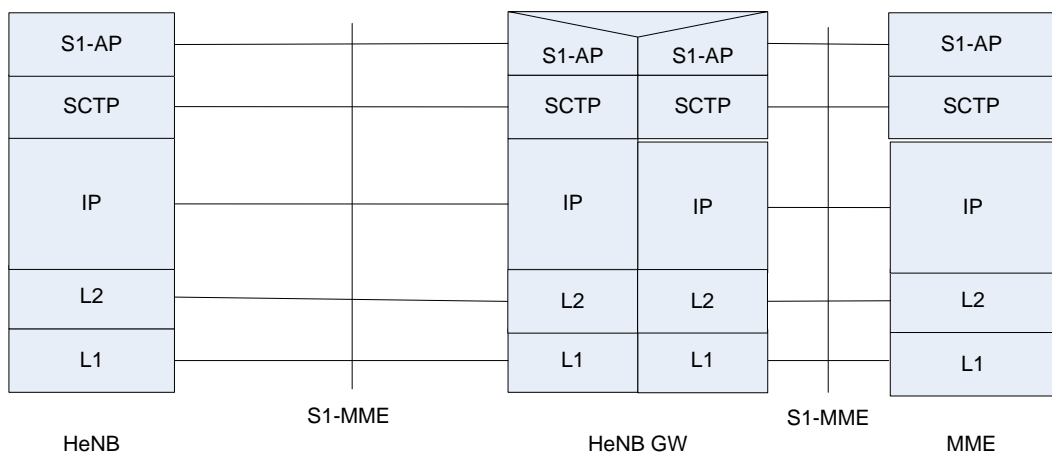 S1-AP
S1-AP
S1-AP
S1-AP
SCTP
SCTP
SCTP
SCTP
IP
IP
IP
IP
L2
L2
L2
L2
L1
L1
L1
L1
S1-MME
S1-MME
HeNB
HeNB GW
MME